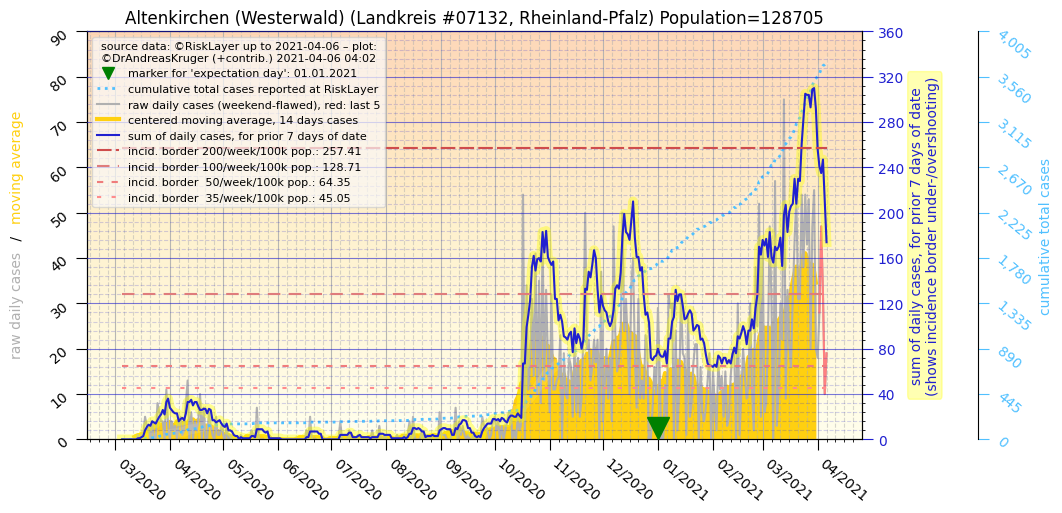 Altenkirchen (Westerwald) (Landkreis #07132, Rheinland-Pfalz) Population=128705
source data: ©RiskLayer up to 2021-04-06 – plot:
©DrAndreasKruger (+contrib.) 2021-04-06 04:02
marker for 'expectation day': 01.01.2021
cumulative total cases reported at RiskLayer
raw daily cases (weekend-flawed), red: last 5
centered moving average, 14 days cases
sum of daily cases, for prior 7 days of date
incid. border 200/week/100k pop.: 257.41
incid. border 100/week/100k pop.: 128.71
incid. border  50/week/100k pop.: 64.35
incid. border  35/week/100k pop.: 45.05
raw daily cases / moving average
90
80
70
60
50
40
30
20
10
0
03/2020
04/2020
05/2020
06/2020
07/2020
08/2020
09/2020
10/2020
11/2020
12/2020
01/2021
02/2021
03/2021
04/2021
360
320
280
240
200
160
120
80
40
0
sum of daily cases, for prior 7 days of date
(shows incidence border under-/overshooting)
4,005
3,560
3,115
2,670
2,225
1,780
1,335
890
445
0
cumulative total cases